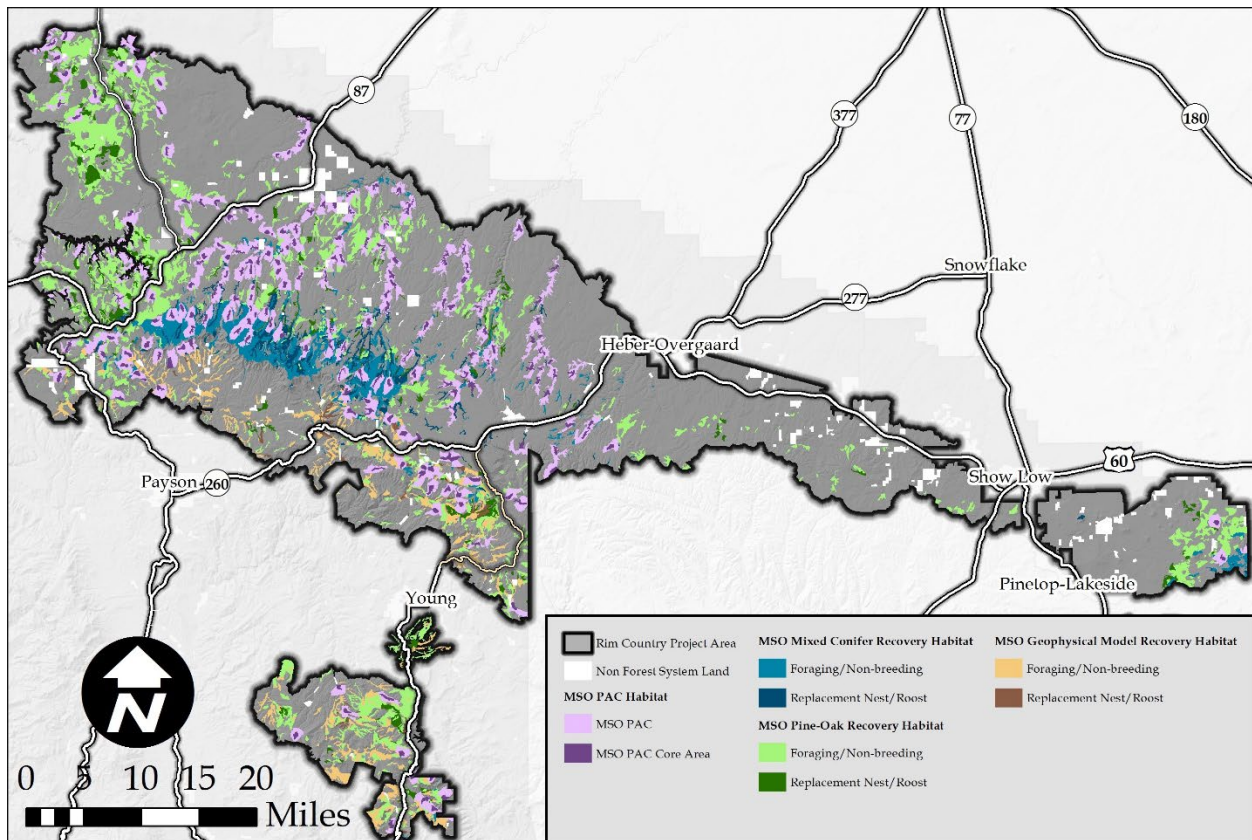 87
377
77
180
Snowflake
277
Heber-Overgaard
Show Low
60
Payson
260
Pinetop-Lakeside
Young
N
0 5 10 15 20
Miles
Rim Country Project Area
Non Forest System Land
MSO PAC Habitat
MSO PAC
MSO PAC Core Area
MSO Mixed Conifer Recovery Habitat
Foraging/Non-breeding
Replacement Nest/Roost
MSO Pine-Oak Recovery Habitat
Foraging/Non-breeding
Replacement Nest/Roost
MSO Geophysical Model Recovery Habitat
Foraging/Non-breeding
Replacement Nest/Roost